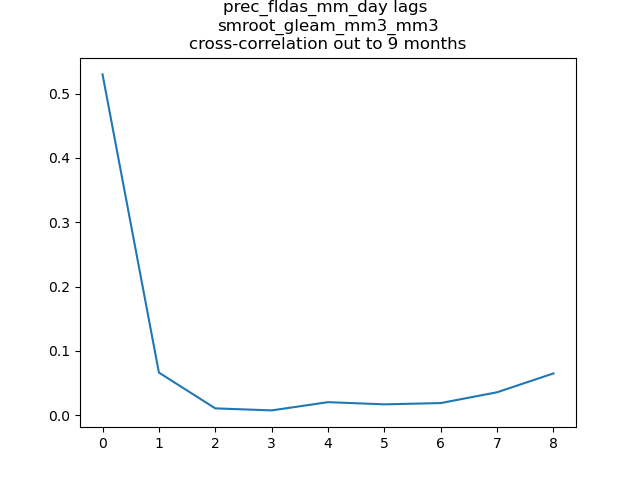 prec_fldas_mm_day lags
smroot_gleam_mm3_mm3
cross-correlation out to 9 months
0.5
0.4
0.3
0.2
0.1
0.0
0 1 2 3 4 5 6 7 8